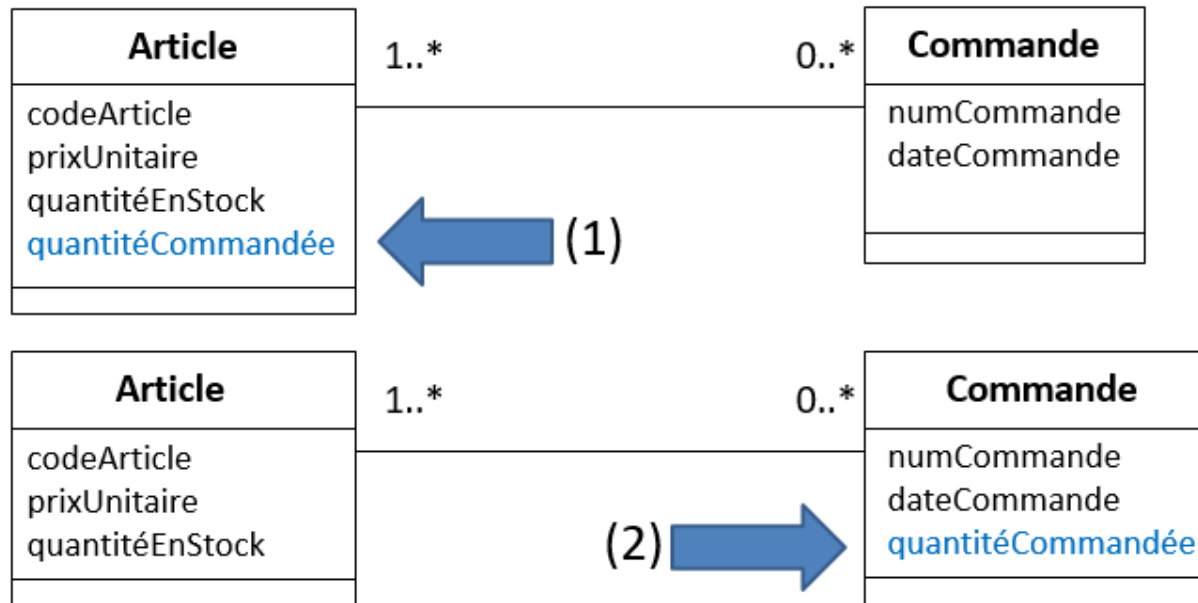 Article
1..*
0..*
Commande
codeArticle
prixUnitaire
quantitéEnStock
quantitéCommandée
numCommande
dateCommande
(1)
Article
1..*
0..*
Commande
codeArticle
prixUnitaire
quantitéEnStock
numCommande
dateCommande
quantitéCommandée
(2)